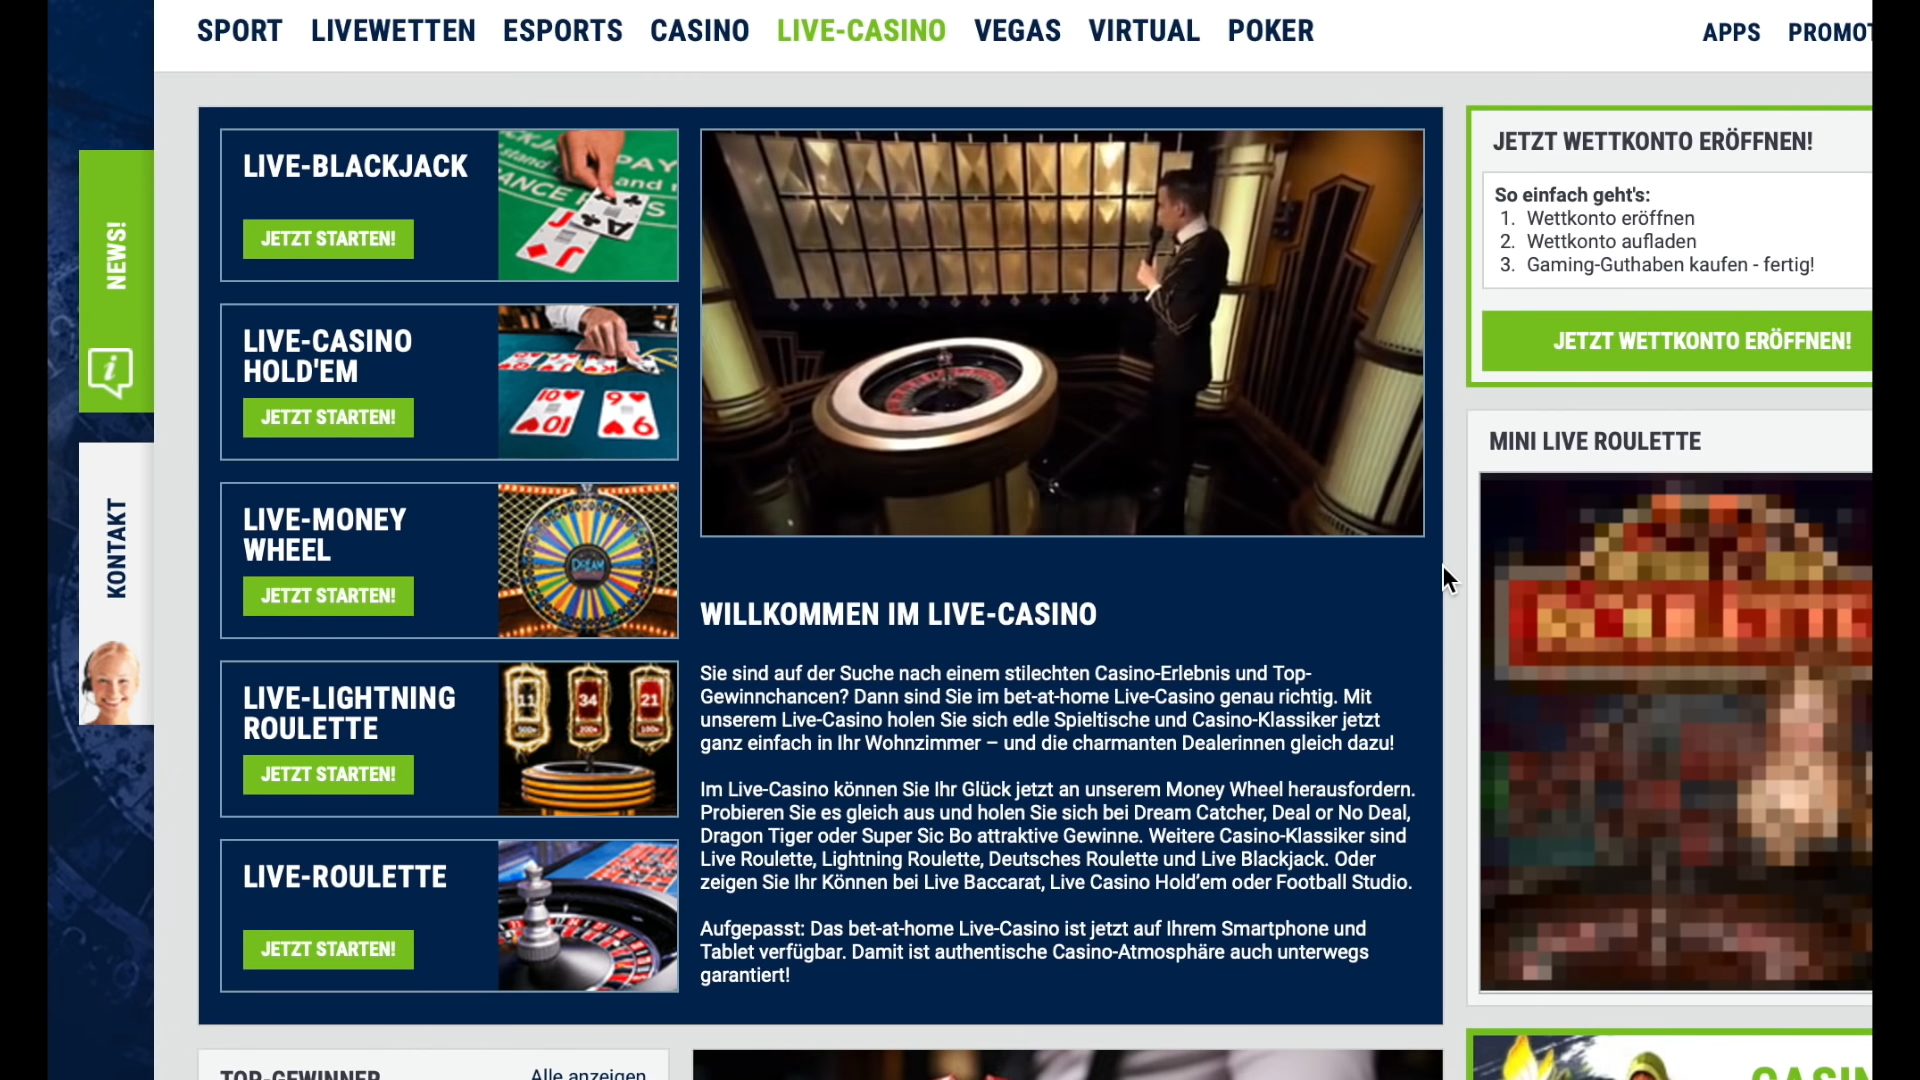 SPORT LIVEWETTEN ESPORTS CASINO LIVE-CASINO VEGAS VIRTUAL POKER APPS
NEWS!
KONTAKT
LIVE-BLACKJACK
JETZT STARTEN!
LIVE-CASINO
HOLD'EM
JETZT STARTEN!
LIVE-MONEY
WHEEL
JETZT STARTEN!
LIVE-LIGHTNING
ROULETTE
JETZT STARTEN!
LIVE-ROULETTE
JETZT STARTEN!
WILLKOMMEN IM LIVE-CASINO
Sie sind auf der Suche nach einem stilechten Casino-Erlebnis und Top-
Gewinnchancen? Dann sind Sie im bet-at-home Live-Casino genau richtig. Mit
unserem Live-Casino holen Sie sich edle Spieltische und Casino-Klassiker jetzt
ganz einfach in Ihr Wohnzimmer – und die charmanten Dealerinnen gleich dazu!
Im Live-Casino können Sie Ihr Glück jetzt an unserem Money Wheel herausfordern.
Probieren Sie es gleich aus und holen Sie sich bei Dream Catcher, Deal or No Deal,
Dragon Tiger oder Super Sic Bo attraktive Gewinne. Weitere Casino-Klassiker sind
Live Roulette, Lightning Roulette, Deutsches Roulette und Live Blackjack. Oder
zeigen Sie Ihr Können bei Live Baccarat, Live Casino Hold’em oder Football Studio.
Aufgepasst: Das bet-at-home Live-Casino ist jetzt auf Ihrem Smartphone und
Tablet verfügbar. Damit ist authentische Casino-Atmosphäre auch unterwegs
garantiert!
JETZT WETTKONTO ERÖFFNEN!
So einfach geht's:
1. Wettkonto eröffnen
2. Wettkonto aufladen
3. Gaming-Guthaben kaufen - fertig!
JETZT WETTKONTO ERÖFFNEN!
MINI LIVE ROULETTE
TOP-GEWINNER Alle anzeigen